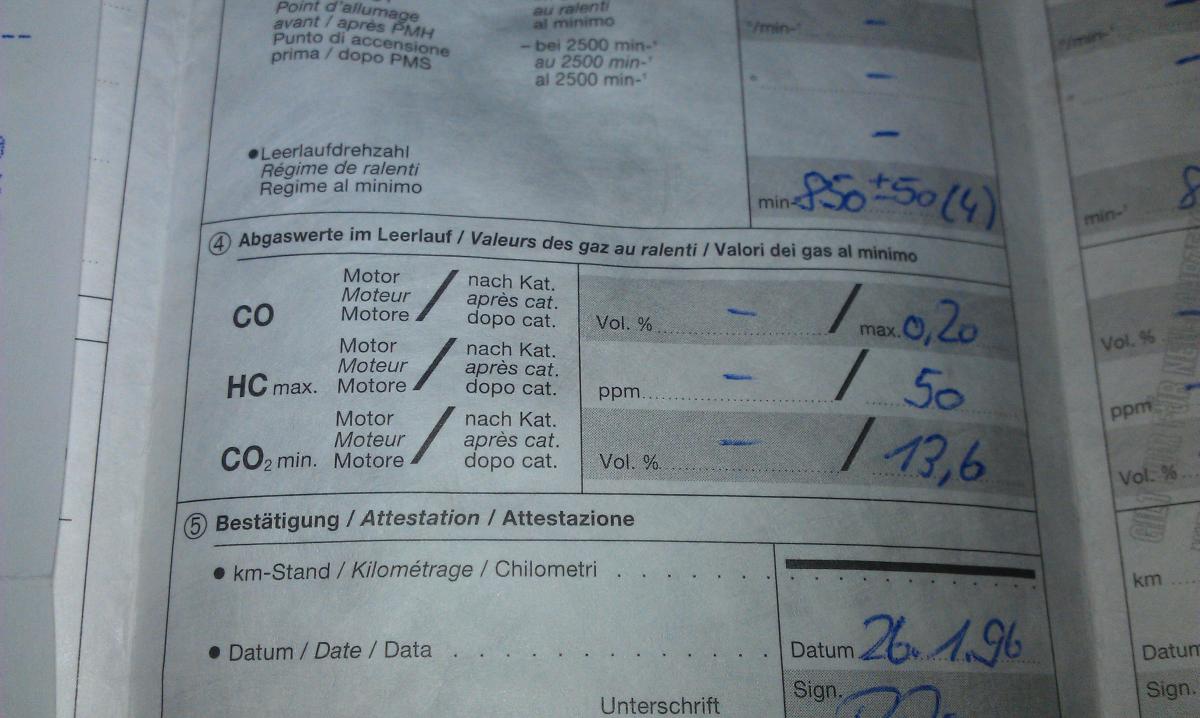 Point d'allumage
avant / après PMH
Punto di accensione
prima / dopo PMS
au ralenti
al minimo
– bei 2500 min-¹
au 2500 min-¹
al 2500 min-¹
°/min-¹ –
° –
–
●Leerlaufdrehzahl
Régime de ralenti
Regime al minimo
min- 850 ±50 (4)
④ Abgaswerte im Leerlauf / Valeurs des gaz au ralenti / Valori dei gas al minimo
CO
Motor / nach Kat.
Moteur après cat.
Motore dopo cat.
Vol. % – / max. 0,20
HC max.
Motor / nach Kat.
Moteur après cat.
Motore dopo cat.
ppm – / 50
CO₂ min.
Motor / nach Kat.
Moteur après cat.
Motore dopo cat.
Vol. % – / 13,6
⑤ Bestätigung / Attestation / Attestazione
● km-Stand / Kilométrage / Chilometri
● Datum / Date / Data
Datum 26.1.96
Unterschrift
Sign.
°/min-¹
min-¹ 8
Vol. %
ppm
Vol. %
km
Datum
Sign.